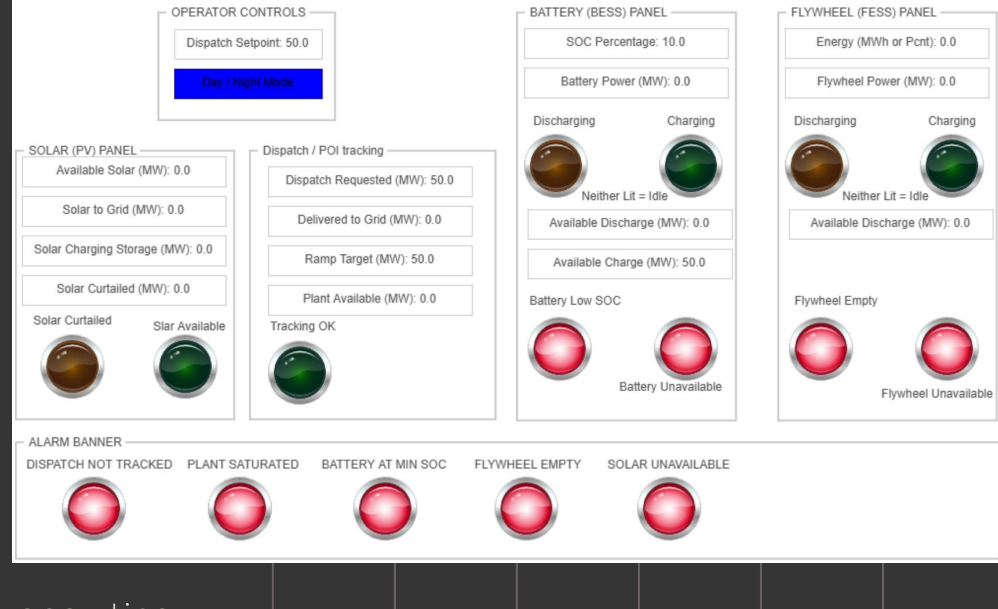 OPERATOR CONTROLS
Dispatch Setpoint: 50.0
Day / Night Mode
SOLAR (PV) PANEL
Available Solar (MW): 0.0
Solar to Grid (MW): 0.0
Solar Charging Storage (MW): 0.0
Solar Curtailed (MW): 0.0
Solar Curtailed
Slar Available
Dispatch / POI tracking
Dispatch Requested (MW): 50.0
Delivered to Grid (MW): 0.0
Ramp Target (MW): 50.0
Plant Available (MW): 0.0
Tracking OK
BATTERY (BESS) PANEL
SOC Percentage: 10.0
Battery Power (MW): 0.0
Discharging
Charging
Neither Lit = Idle
Available Discharge (MW): 0.0
Available Charge (MW): 50.0
Battery Low SOC
Battery Unavailable
FLYWHEEL (FESS) PANEL
Energy (MWh or Pcnt): 0.0
Flywheel Power (MW): 0.0
Discharging
Charging
Neither Lit = Idle
Available Discharge (MW): 0.0
Flywheel Empty
Flywheel Unavailable
ALARM BANNER
DISPATCH NOT TRACKED
PLANT SATURATED
BATTERY AT MIN SOC
FLYWHEEL EMPTY
SOLAR UNAVAILABLE